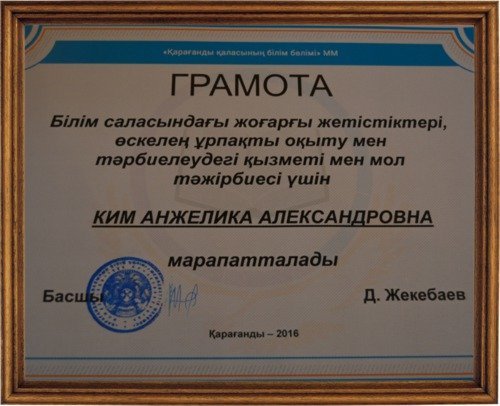 «Қарағанды қаласының білім бөлімі» ММ
ГРАМОТА
Білім саласындағы жоғарғы жетістіктері,
өскелең ұрпақты оқыту мен
тәрбиелеудегі қызметі мен мол
тәжірбиесі үшін
КИМ АНЖЕЛИКА АЛЕКСАНДРОВНА
марапатталады
Басшы Д. Жекебаев
Қарағанды – 2016